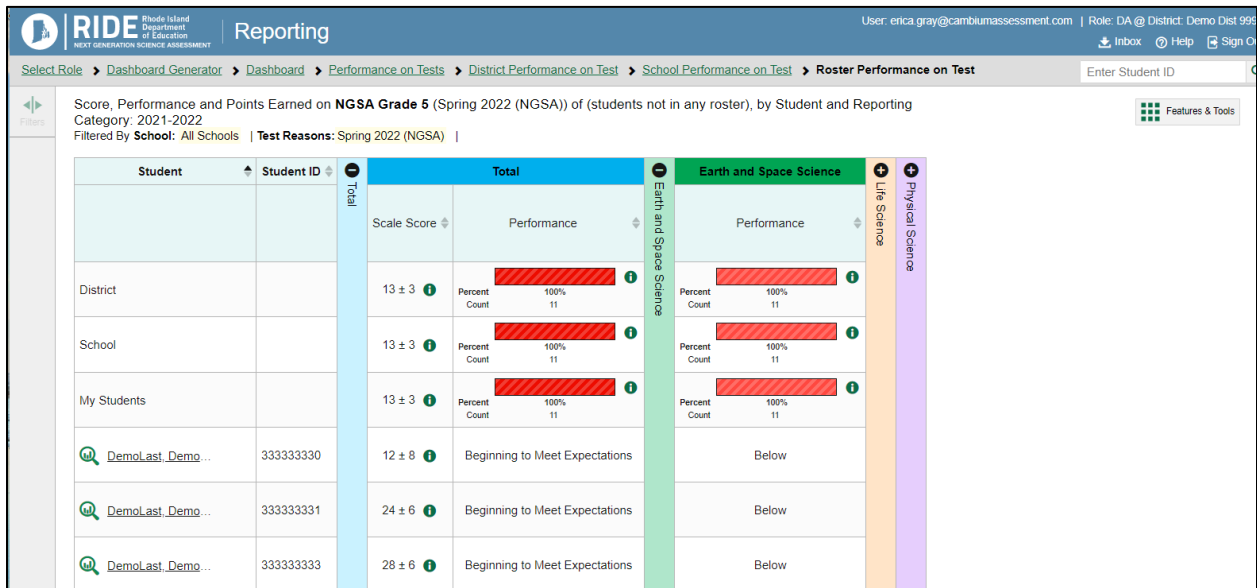 RIDE Rhode Island Department of Education
NEXT GENERATION SCIENCE ASSESSMENT
Reporting
User: erica.gray@cambiumassessment.com | Role: DA @ District: Demo Dist 999
Inbox Help Sign
Select Role > Dashboard Generator > Dashboard > Performance on Tests > District Performance on Test > School Performance on Test > Roster Performance on Test
Enter Student ID
Filters
Score, Performance and Points Earned on NGSA Grade 5 (Spring 2022 (NGSA)) of (students not in any roster), by Student and Reporting
Category: 2021-2022
Filtered By School: All Schools | Test Reasons: Spring 2022 (NGSA) |
Features & Tools
Student Student ID Total Total Earth and Space Science Earth and Space Science Life Science Physical Science
Scale Score Performance Performance
District 13 ± 3 Percent 100% Percent 100%
Count 11 Count 11
School 13 ± 3 Percent 100% Percent 100%
Count 11 Count 11
My Students 13 ± 3 Percent 100% Percent 100%
Count 11 Count 11
DemoLast, Demo... 333333330 12 ± 8 Beginning to Meet Expectations Below
DemoLast, Demo... 333333331 24 ± 6 Beginning to Meet Expectations Below
DemoLast, Demo... 333333333 28 ± 6 Beginning to Meet Expectations Below